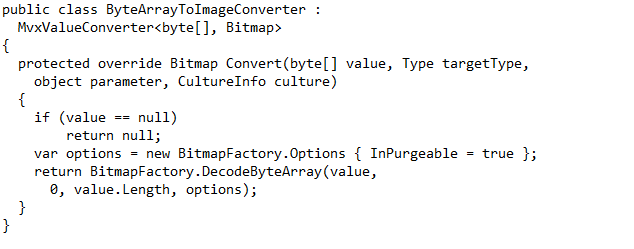 public class ByteArrayToImageConverter :
  MvxValueConverter<byte[], Bitmap>
{
  protected override Bitmap Convert(byte[] value, Type targetType,
    object parameter, CultureInfo culture)
  {
    if (value == null)
        return null;
    var options = new BitmapFactory.Options { InPurgeable = true };
    return BitmapFactory.DecodeByteArray(value,
      0, value.Length, options);
  }
}